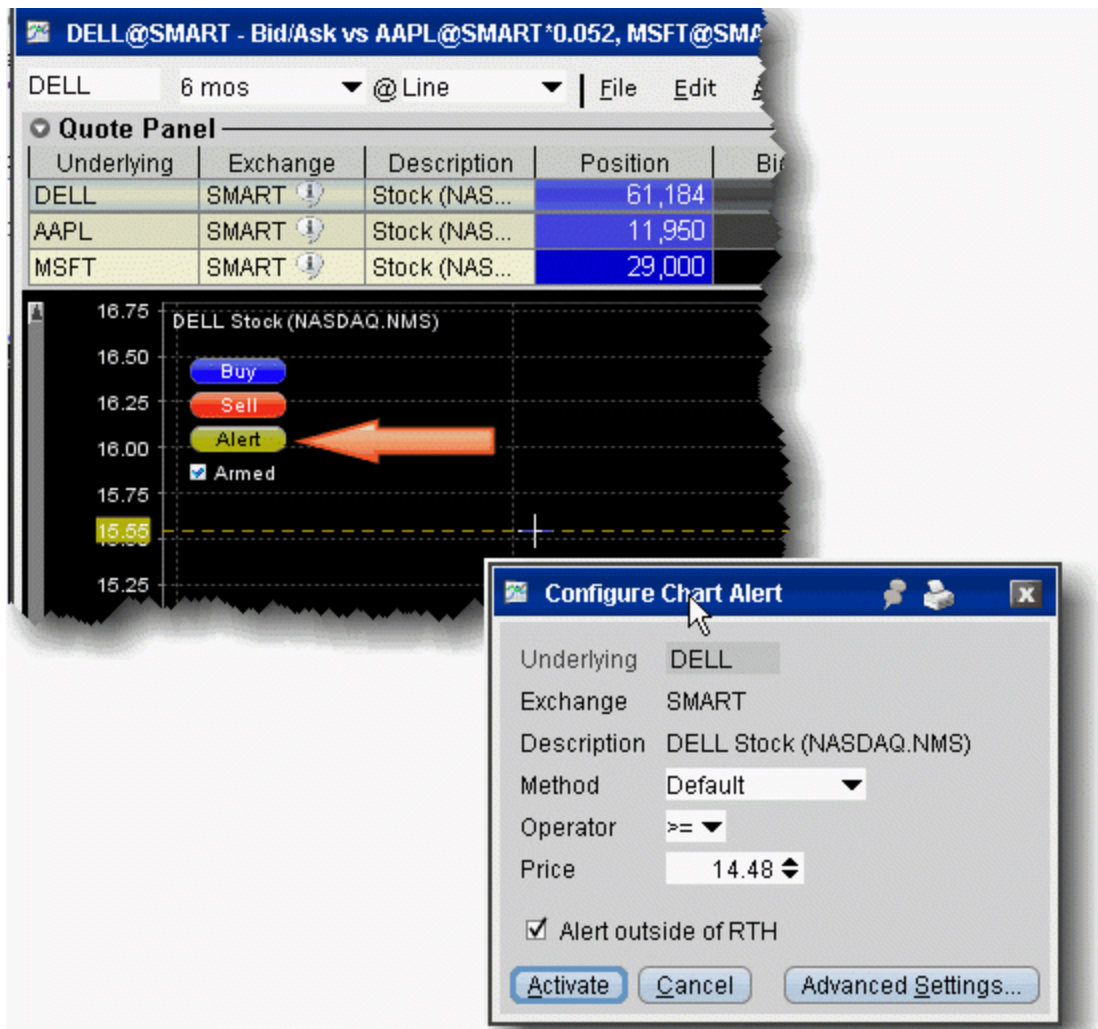 DELL@SMART - Bid/Ask vs AAPL@SMART*0.052, MSFT@SMA
DELL 6 mos @ Line File Edit
Quote Panel
Underlying Exchange Description Position
DELL SMART Stock (NAS... 61,184
AAPL SMART Stock (NAS... 11,950
MSFT SMART Stock (NAS... 29,000
16.75 DELL Stock (NASDAQ.NMS)
16.50
Buy
16.25 Sell
16.00 Alert
Armed
15.75
15.55
15.25
Configure Chart Alert
Underlying DELL
Exchange SMART
Description DELL Stock (NASDAQ.NMS)
Method Default
Operator >=
Price 14.48
Alert outside of RTH
Activate Cancel Advanced Settings...